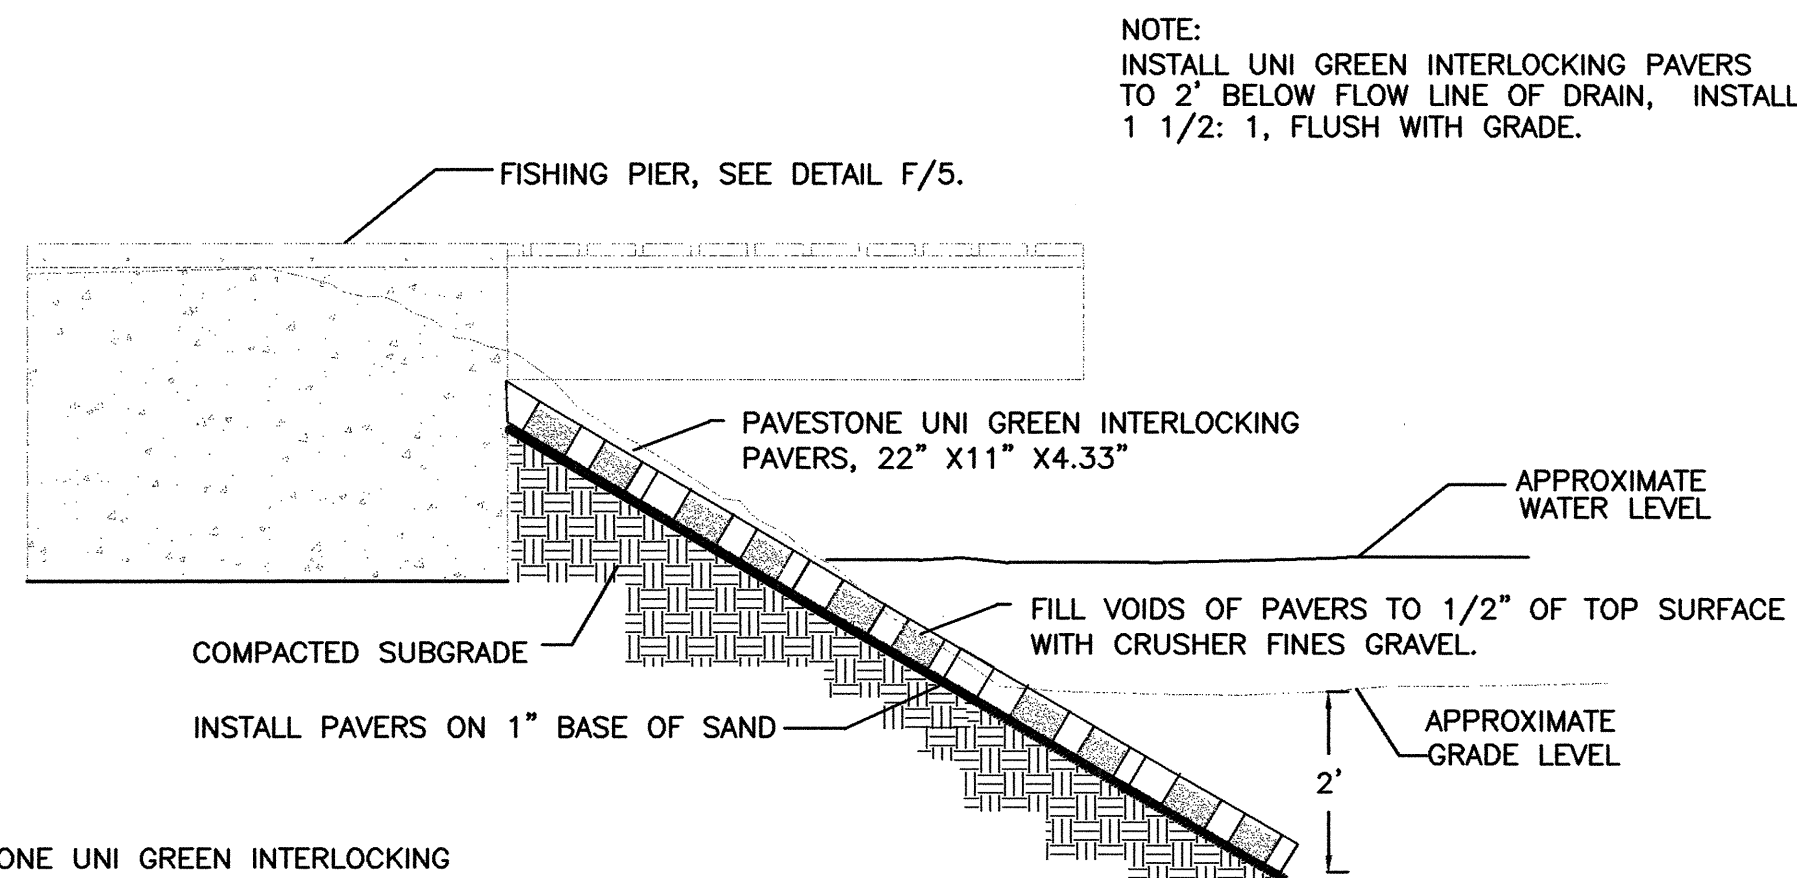 NOTE:
INSTALL UNI GREEN INTERLOCKING PAVERS
TO 2' BELOW FLOW LINE OF DRAIN, INSTALL
1 1/2: 1, FLUSH WITH GRADE.
FISHING PIER, SEE DETAIL F/5.
PAVESTONE UNI GREEN INTERLOCKING
PAVERS, 22" X11" X4.33"
APPROXIMATE
WATER LEVEL
FILL VOIDS OF PAVERS TO 1/2" OF TOP SURFACE
WITH CRUSHER FINES GRAVEL.
COMPACTED SUBGRADE
INSTALL PAVERS ON 1" BASE OF SAND
APPROXIMATE
GRADE LEVEL
2'
ONE UNI GREEN INTERLOCKING